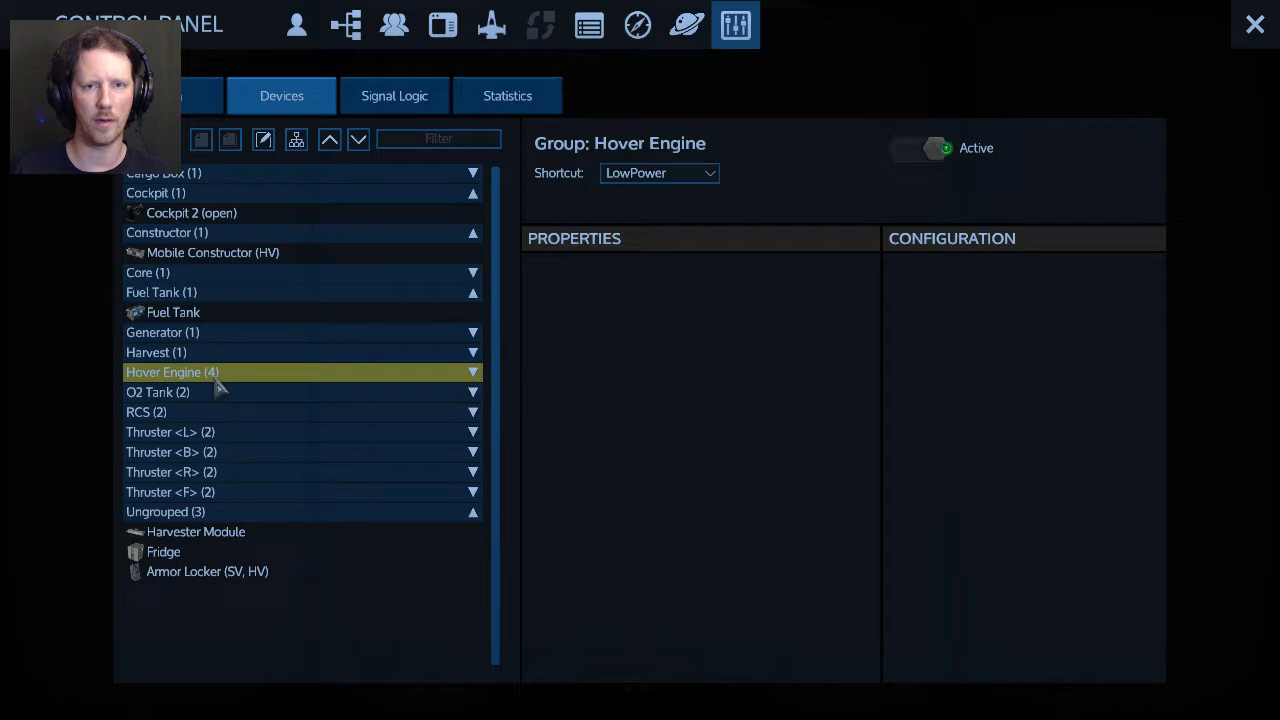 CONTROL PANEL
Devices
Signal Logic
Statistics
Filter
Group: Hover Engine
Active
Shortcut:
LowPower
Cargo Box (1)
Cockpit (1)
Cockpit 2 (open)
Constructor (1)
Mobile Constructor (HV)
Core (1)
Fuel Tank (1)
Fuel Tank
Generator (1)
Harvest (1)
Hover Engine (4)
O2 Tank (2)
RCS (2)
Thruster <L> (2)
Thruster <B> (2)
Thruster <R> (2)
Thruster <F> (2)
Ungrouped (3)
Harvester Module
Fridge
Armor Locker (SV, HV)
PROPERTIES
CONFIGURATION